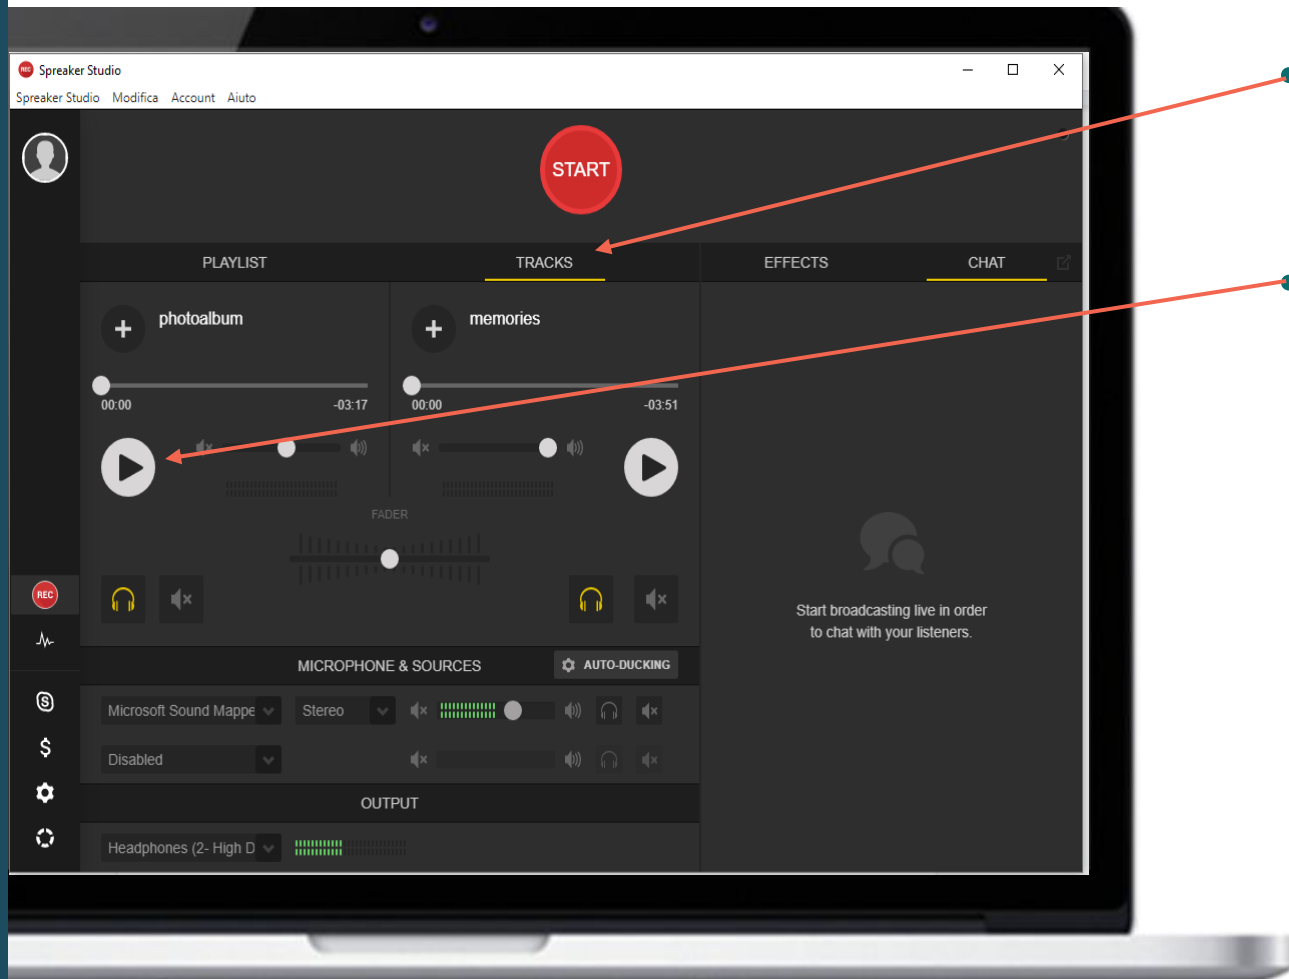 REC Spreaker Studio
Spreaker Studio Modifica Account Aiuto
START
PLAYLIST TRACKS EFFECTS CHAT
photoalbum memories
00:00 -03:17 00:00 -03:51
FADER
REC
Start broadcasting live in order
to chat with your listeners.
MICROPHONE & SOURCES AUTO-DUCKING
Microsoft Sound Mappe Stereo
Disabled
OUTPUT
Headphones (2- High D